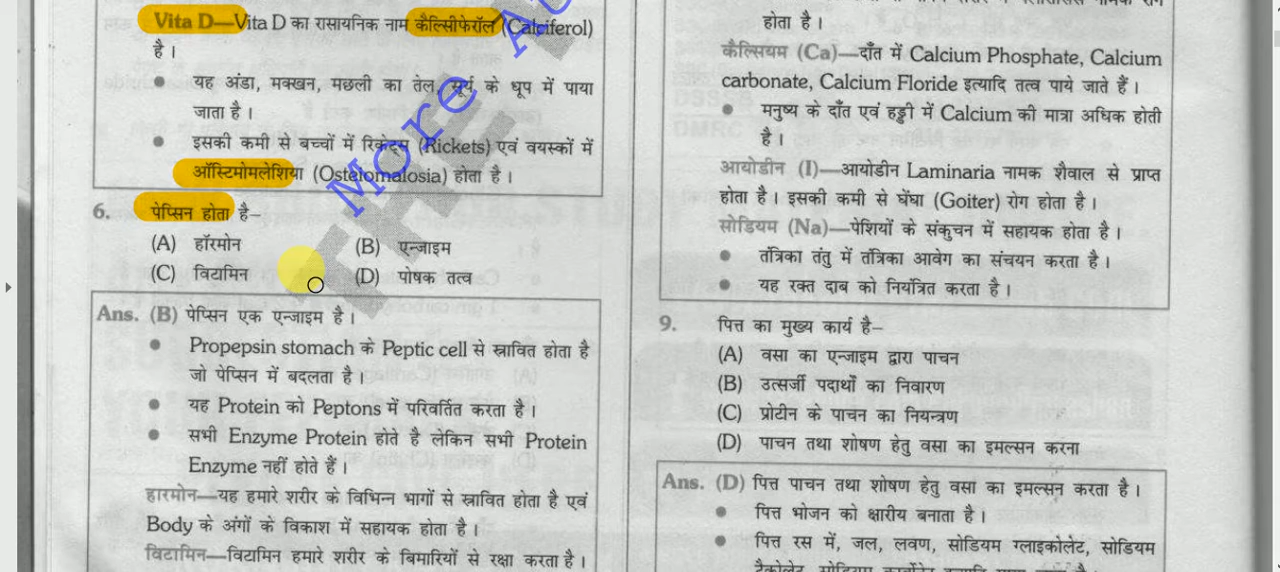 Vita D—Vita D का रासायनिक नाम कैल्सीफेरॉल (Calciferol)
है।
● यह अंडा, मक्खन, मछली का तेल, सूर्य के धूप में पाया
जाता है।
● इसकी कमी से बच्चों में रिकेट्स (Rickets) एवं वयस्कों में
ऑस्टिमोमलेशिया (Osteiomalosia) होता है।
6. पेप्सिन होता है–
(A) हॉरमोन (B) एन्जाइम
(C) विटामिन (D) पोषक तत्व
Ans. (B) पेप्सिन एक एन्जाइम है।
● Propepsin stomach के Peptic cell से स्त्रावित होता है
जो पेप्सिन में बदलता है।
● यह Protein को Peptons में परिवर्तित करता है।
● सभी Enzyme Protein होते है लेकिन सभी Protein
Enzyme नहीं होते हैं।
हारमोन—यह हमारे शरीर के विभिन्न भागों से स्त्रावित होता है एवं
Body के अंगों के विकाश में सहायक होता है।
विटामिन—विटामिन हमारे शरीर के बिमारियों से रक्षा करता है।
More
होता है।
कैल्सियम (Ca)—दाँत में Calcium Phosphate, Calcium
carbonate, Calcium Floride इत्यादि तत्व पाये जाते हैं।
● मनुष्य के दाँत एवं हड्डी में Calcium की मात्रा अधिक होती
है।
आयोडीन (I)—आयोडीन Laminaria नामक शैवाल से प्राप्त
होता है। इसकी कमी से घेंघा (Goiter) रोग होता है।
सोडियम (Na)—पेशियों के संकुचन में सहायक होता है।
● तंत्रिका तंतु में तंत्रिका आवेग का संचयन करता है।
● यह रक्त दाब को नियंत्रित करता है।
9. पित्त का मुख्य कार्य है–
(A) वसा का एन्जाइम द्वारा पाचन
(B) उत्सर्जी पदार्थों का निवारण
(C) प्रोटीन के पाचन का नियन्त्रण
(D) पाचन तथा शोषण हेतु वसा का इमल्सन करना
Ans. (D) पित्त पाचन तथा शोषण हेतु वसा का इमल्सन करता है।
● पित्त भोजन को क्षारीय बनाता है।
● पित्त रस में, जल, लवण, सोडियम ग्लाइकोलेट, सोडियम